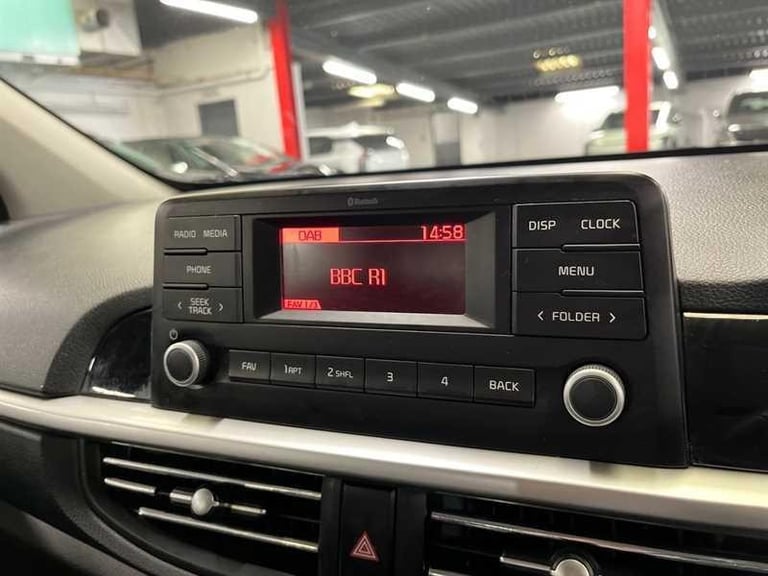 Bluetooth
RADIO MEDIA
PHONE
< SEEK TRACK >
DAB 14:58
BBC R1
FAV 1/3
DISP CLOCK
MENU
< FOLDER >
FAV
1 RPT
2 SHFL
3
4
BACK